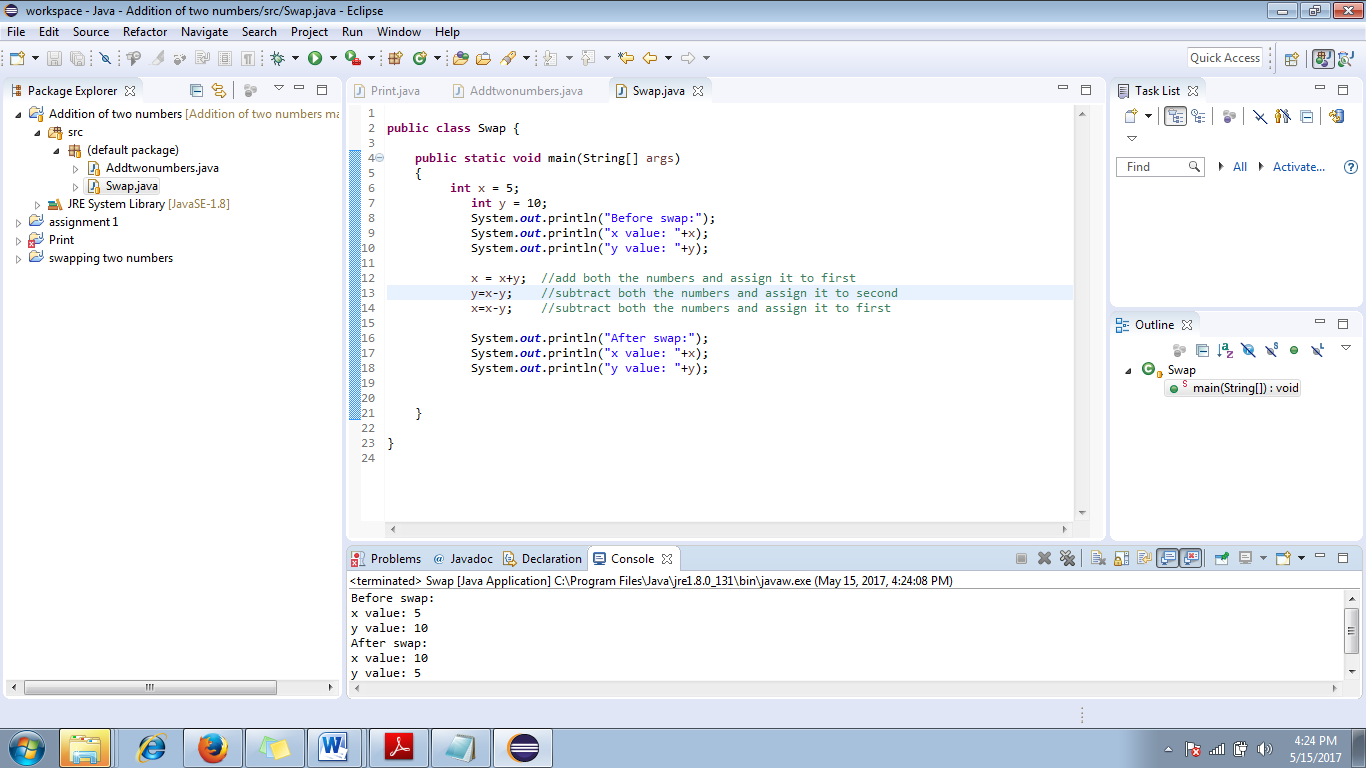 workspace - Java - Addition of two numbers/src/Swap.java - Eclipse
File Edit Source Refactor Navigate Search Project Run Window Help
Quick Access
Package Explorer
Addition of two numbers [Addition of two numbers ma
src
(default package)
Addtwonumbers.java
Swap.java
JRE System Library [JavaSE-1.8]
assignment 1
Print
swapping two numbers
Print.java Addtwonumbers.java Swap.java
1
2 public class Swap {
3
4 public static void main(String[] args)
5 {
6 int x = 5;
7 int y = 10;
8 System.out.println("Before swap:");
9 System.out.println("x value: "+x);
10 System.out.println("y value: "+y);
11
12 x = x+y; //add both the numbers and assign it to first
13 y=x-y; //subtract both the numbers and assign it to second
14 x=x-y; //subtract both the numbers and assign it to first
15
16 System.out.println("After swap:");
17 System.out.println("x value: "+x);
18 System.out.println("y value: "+y);
19
20
21 }
22
23 }
24
Task List
Find All Activate...
Outline
Swap
main(String[]) : void
Problems @ Javadoc Declaration Console
<terminated> Swap [Java Application] C:\Program Files\Java\jre1.8.0_131\bin\javaw.exe (May 15, 2017, 4:24:08 PM)
Before swap:
x value: 5
y value: 10
After swap:
x value: 10
y value: 5
4:24 PM
5/15/2017